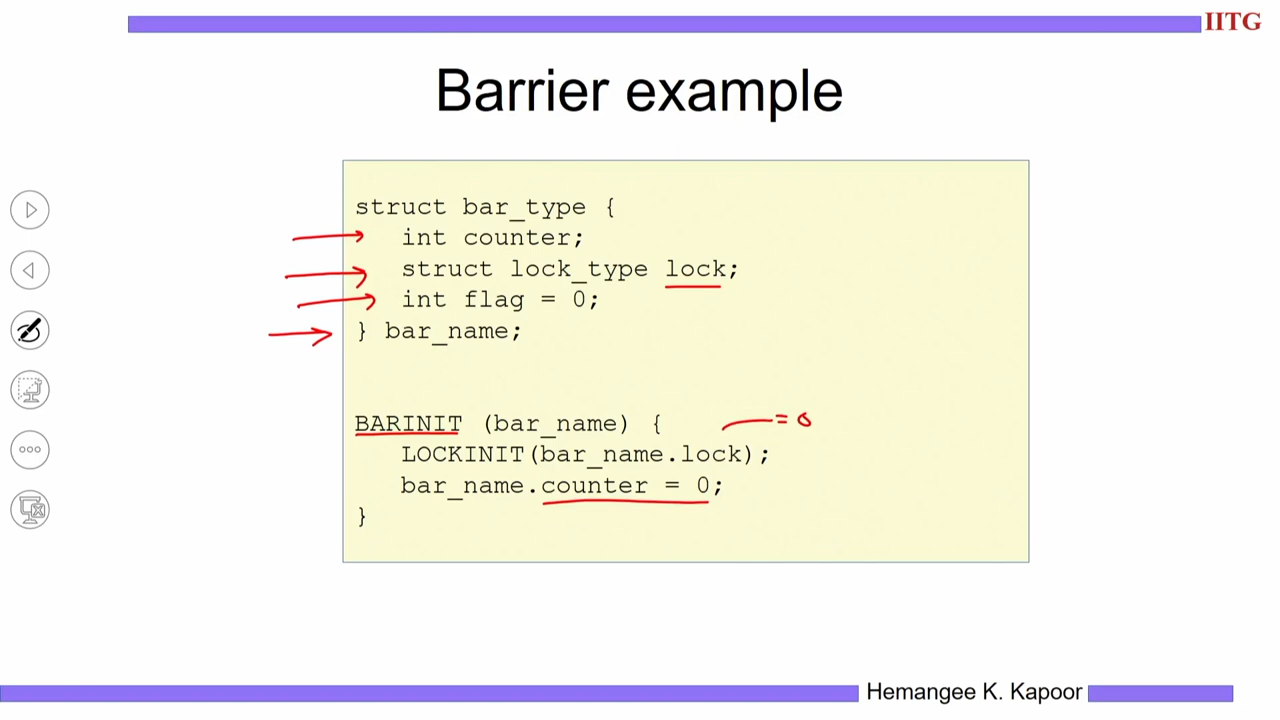 IITG
Barrier example
struct bar_type {
int counter;
struct lock_type lock;
int flag = 0;
} bar_name;
BARINIT (bar_name) {
= 0
LOCKINIT(bar_name.lock);
bar_name.counter = 0;
}
Hemangee K. Kapoor